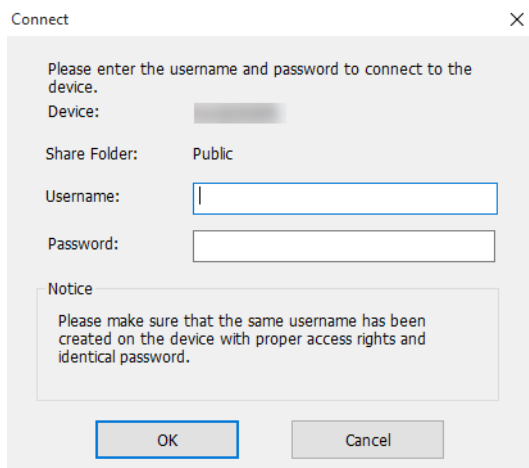 Connect
Please enter the username and password to connect to the
device.
Device:
Share Folder: Public
Username:
Password:
Notice
Please make sure that the same username has been
created on the device with proper access rights and
identical password.
OK Cancel